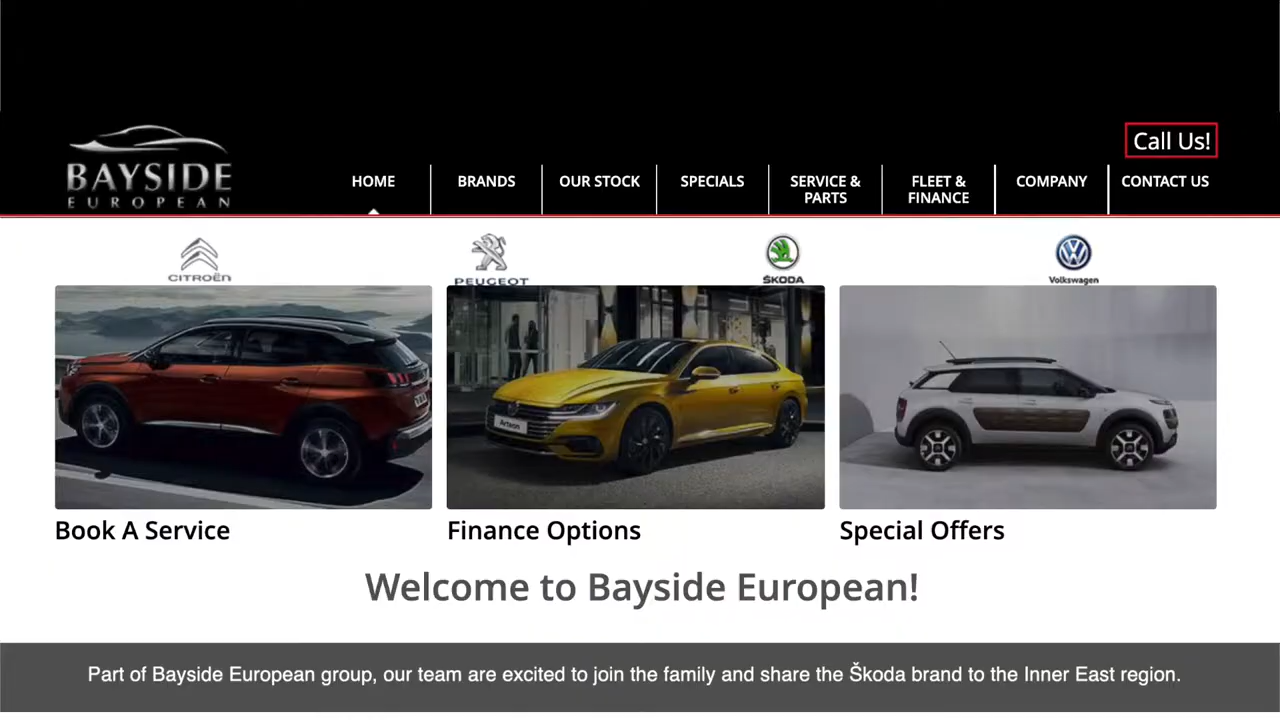 Call Us!
BAYSIDE
EUROPEAN
HOME
BRANDS
OUR STOCK
SPECIALS
SERVICE &
PARTS
FLEET &
FINANCE
COMPANY
CONTACT US
CITROËN
PEUGEOT
ŠKODA
Volkswagen
Arteon
Book A Service
Finance Options
Special Offers
Welcome to Bayside European!
Part of Bayside European group, our team are excited to join the family and share the Škoda brand to the Inner East region.